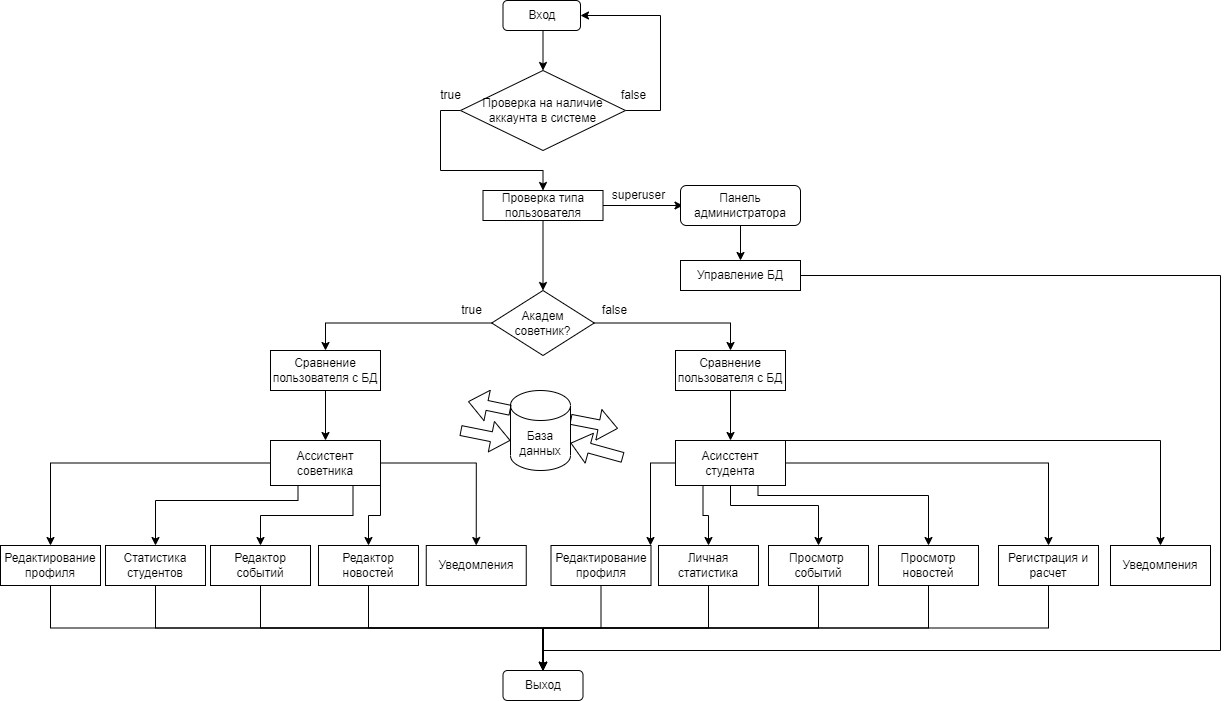 Вход
true
false
Проверка на наличие
аккаунта в системе
Проверка типа
пользователя
superuser
Панель
администратора
Управление БД
true
false
Академ
советник?
Сравнение
пользователя с БД
Сравнение
пользователя с БД
База
данных
Ассистент
советника
Асисстент
студента
Редактирование
профиля
Статистика
студентов
Редактор
событий
Редактор
новостей
Уведомления
Редактирование
профиля
Личная
статистика
Просмотр
событий
Просмотр
новостей
Регистрация и
расчет
Уведомления
Выход